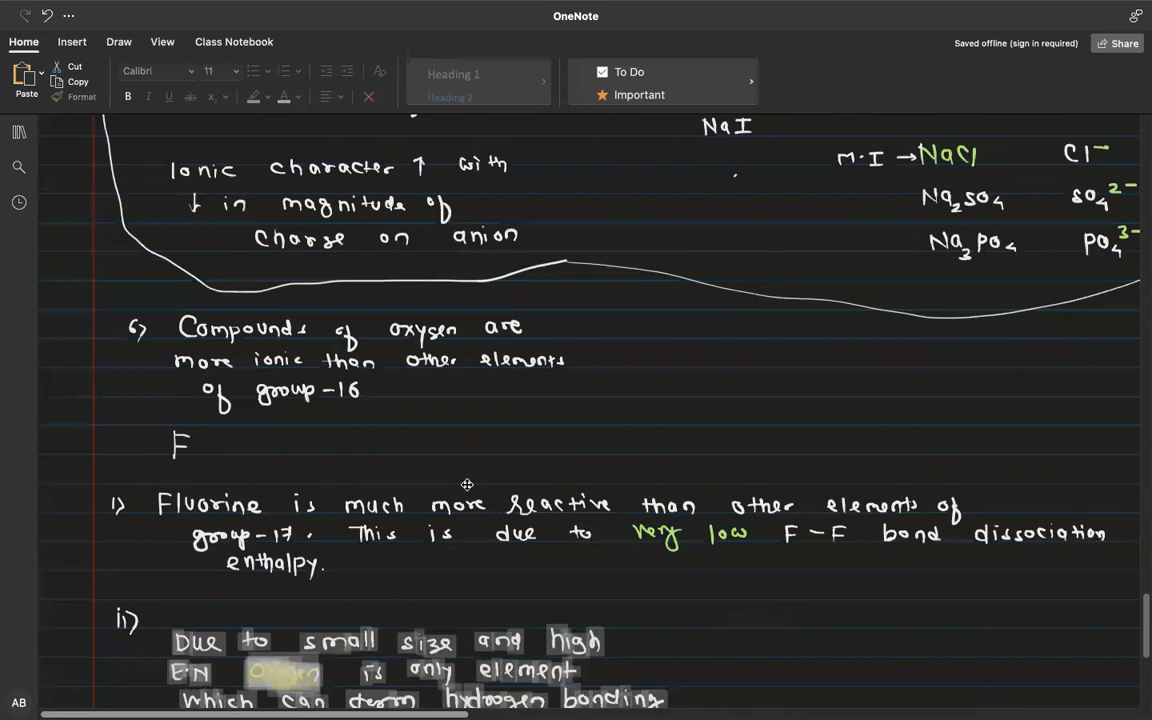 OneNote
Home Insert Draw View Class Notebook
Saved offline (sign in required)
Share
Paste
Cut
Copy
Format
Calibri 11
B I U ab x A
Heading 1
Heading 2
To Do
Important
NaI
Ionic character ↑ with
↓ in magnitude of
charge on anion
M.I → NaCl Cl⁻
Na₂SO₄ SO₄²⁻
Na₃PO₄ PO₄³⁻
6) Compounds of oxygen are
more ionic than other elements
of group-16
F
i) Fluorine is much more reactive than other elements of
group-17. This is due to very low F-F bond dissociation
enthalpy.
ii)
Due to small size and high
E.N oxygen is only element
which can form hydrogen bonding
AB